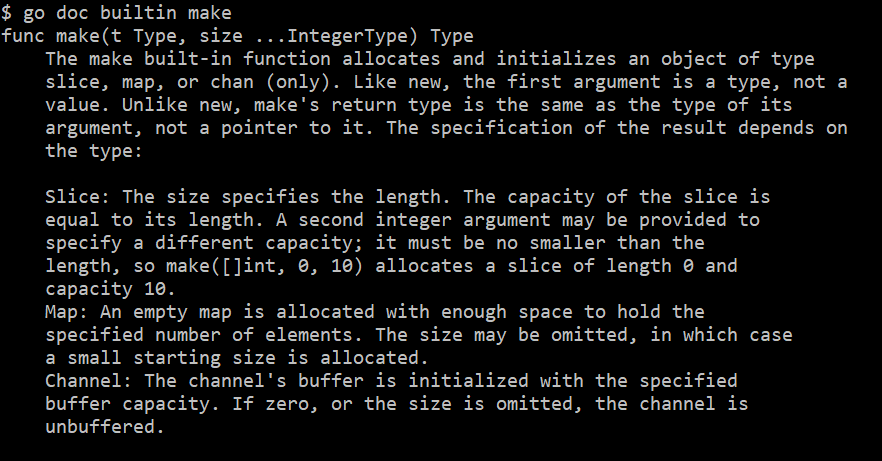 $ go doc builtin make
func make(t Type, size ...IntegerType) Type
    The make built-in function allocates and initializes an object of type
    slice, map, or chan (only). Like new, the first argument is a type, not a
    value. Unlike new, make's return type is the same as the type of its
    argument, not a pointer to it. The specification of the result depends on
    the type:

    Slice: The size specifies the length. The capacity of the slice is
    equal to its length. A second integer argument may be provided to
    specify a different capacity; it must be no smaller than the
    length, so make([]int, 0, 10) allocates a slice of length 0 and
    capacity 10.
    Map: An empty map is allocated with enough space to hold the
    specified number of elements. The size may be omitted, in which case
    a small starting size is allocated.
    Channel: The channel's buffer is initialized with the specified
    buffer capacity. If zero, or the size is omitted, the channel is
    unbuffered.